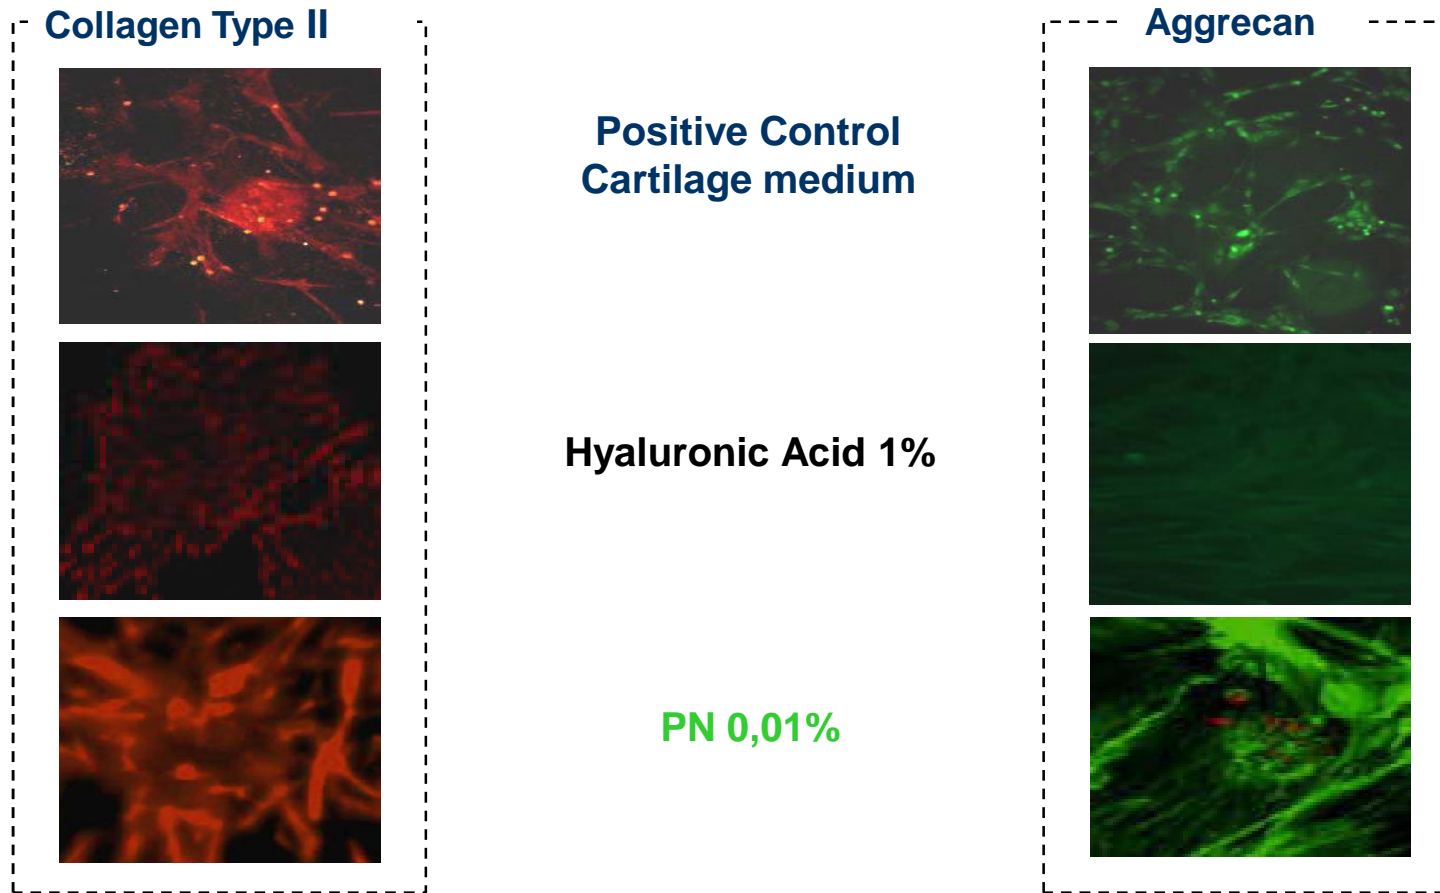 Collagen Type II
Aggrecan
Positive Control
Cartilage medium
Hyaluronic Acid 1%
PN 0,01%